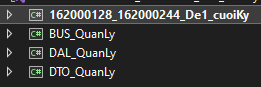 C# 162000128_162000244_De1_cuoiKy
C# BUS_QuanLy
C# DAL_QuanLy
C# DTO_QuanLy